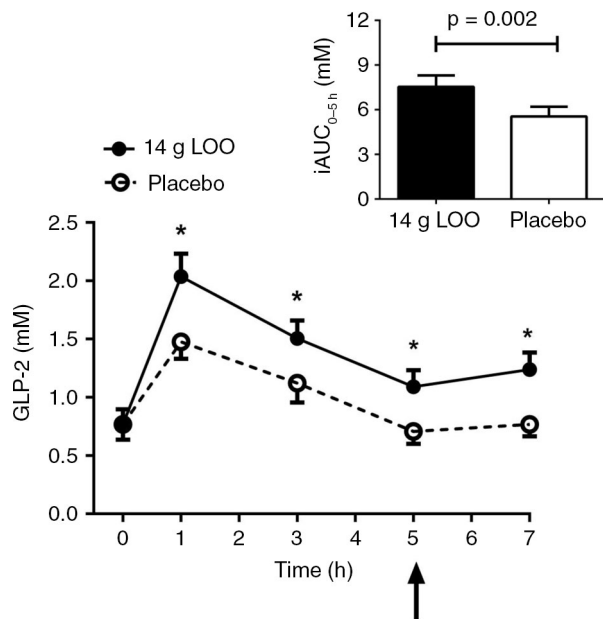 p = 0.002
12
9
6
3
0
iAUC0–5 h (mM)
14 g LOO Placebo
14 g LOO
Placebo
2.5
2.0
1.5
1.0
0.5
0.0
GLP-2 (mM)
* * * *
0 1 2 3 4 5 6 7
Time (h)